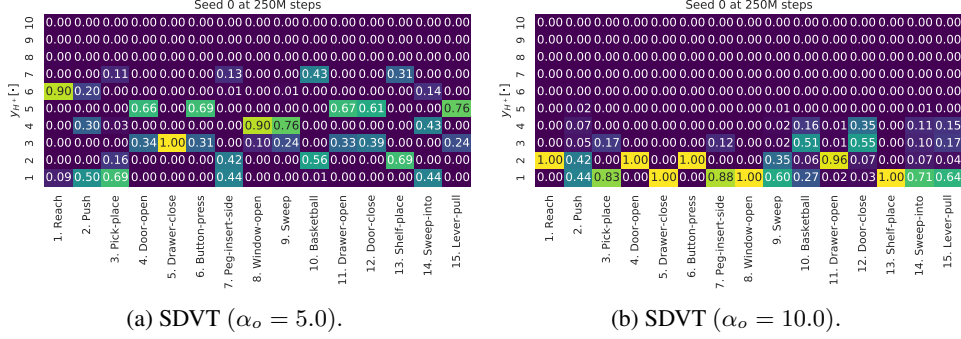 Seed 0 at 250M steps
y_{H+}[·]
10 0.00 0.00 0.00 0.00 0.00 0.00 0.00 0.00 0.00 0.00 0.00 0.00 0.00 0.00 0.00
9 0.00 0.00 0.00 0.00 0.00 0.00 0.00 0.00 0.00 0.00 0.00 0.00 0.00 0.00 0.00
8 0.00 0.00 0.00 0.00 0.00 0.00 0.00 0.00 0.00 0.00 0.00 0.00 0.00 0.00 0.00
7 0.00 0.00 0.11 0.00 0.00 0.00 0.13 0.00 0.00 0.43 0.00 0.00 0.31 0.00 0.00
6 0.90 0.20 0.00 0.00 0.00 0.00 0.01 0.00 0.01 0.00 0.00 0.00 0.00 0.14 0.00
5 0.00 0.00 0.00 0.66 0.00 0.69 0.00 0.00 0.00 0.00 0.67 0.61 0.00 0.00 0.76
4 0.00 0.30 0.03 0.00 0.00 0.00 0.00 0.90 0.76 0.00 0.00 0.00 0.00 0.43 0.00
3 0.00 0.00 0.00 0.34 1.00 0.31 0.00 0.10 0.24 0.00 0.33 0.39 0.00 0.00 0.24
2 0.00 0.00 0.16 0.00 0.00 0.00 0.42 0.00 0.00 0.56 0.00 0.00 0.69 0.00 0.00
1 0.09 0.50 0.69 0.00 0.00 0.00 0.44 0.00 0.00 0.01 0.00 0.00 0.00 0.44 0.00
1. Reach
2. Push
3. Pick-place
4. Door-open
5. Drawer-close
6. Button-press
7. Peg-insert-side
8. Window-open
9. Sweep
10. Basketball
11. Drawer-open
12. Door-close
13. Shelf-place
14. Sweep-into
15. Lever-pull
(a) SDVT (α_o = 5.0).
Seed 0 at 250M steps
y_{H+}[·]
10 0.00 0.00 0.00 0.00 0.00 0.00 0.00 0.00 0.00 0.00 0.00 0.00 0.00 0.00 0.00
9 0.00 0.00 0.00 0.00 0.00 0.00 0.00 0.00 0.00 0.00 0.00 0.00 0.00 0.00 0.00
8 0.00 0.00 0.00 0.00 0.00 0.00 0.00 0.00 0.00 0.00 0.00 0.00 0.00 0.00 0.00
7 0.00 0.00 0.00 0.00 0.00 0.00 0.00 0.00 0.00 0.00 0.00 0.00 0.00 0.00 0.00
6 0.00 0.00 0.00 0.00 0.00 0.00 0.00 0.00 0.00 0.00 0.00 0.00 0.00 0.00 0.00
5 0.00 0.02 0.00 0.00 0.00 0.00 0.00 0.00 0.01 0.00 0.00 0.00 0.00 0.01 0.00
4 0.00 0.07 0.00 0.00 0.00 0.00 0.00 0.00 0.02 0.16 0.01 0.35 0.00 0.11 0.15
3 0.00 0.05 0.17 0.00 0.00 0.00 0.12 0.00 0.03 0.51 0.01 0.55 0.00 0.10 0.17
2 1.00 0.42 0.00 1.00 0.00 1.00 0.00 0.00 0.35 0.06 0.96 0.07 0.00 0.07 0.04
1 0.00 0.44 0.83 0.00 1.00 0.00 0.88 1.00 0.60 0.27 0.02 0.03 1.00 0.71 0.64
1. Reach
2. Push
3. Pick-place
4. Door-open
5. Drawer-close
6. Button-press
7. Peg-insert-side
8. Window-open
9. Sweep
10. Basketball
11. Drawer-open
12. Door-close
13. Shelf-place
14. Sweep-into
15. Lever-pull
(b) SDVT (α_o = 10.0).